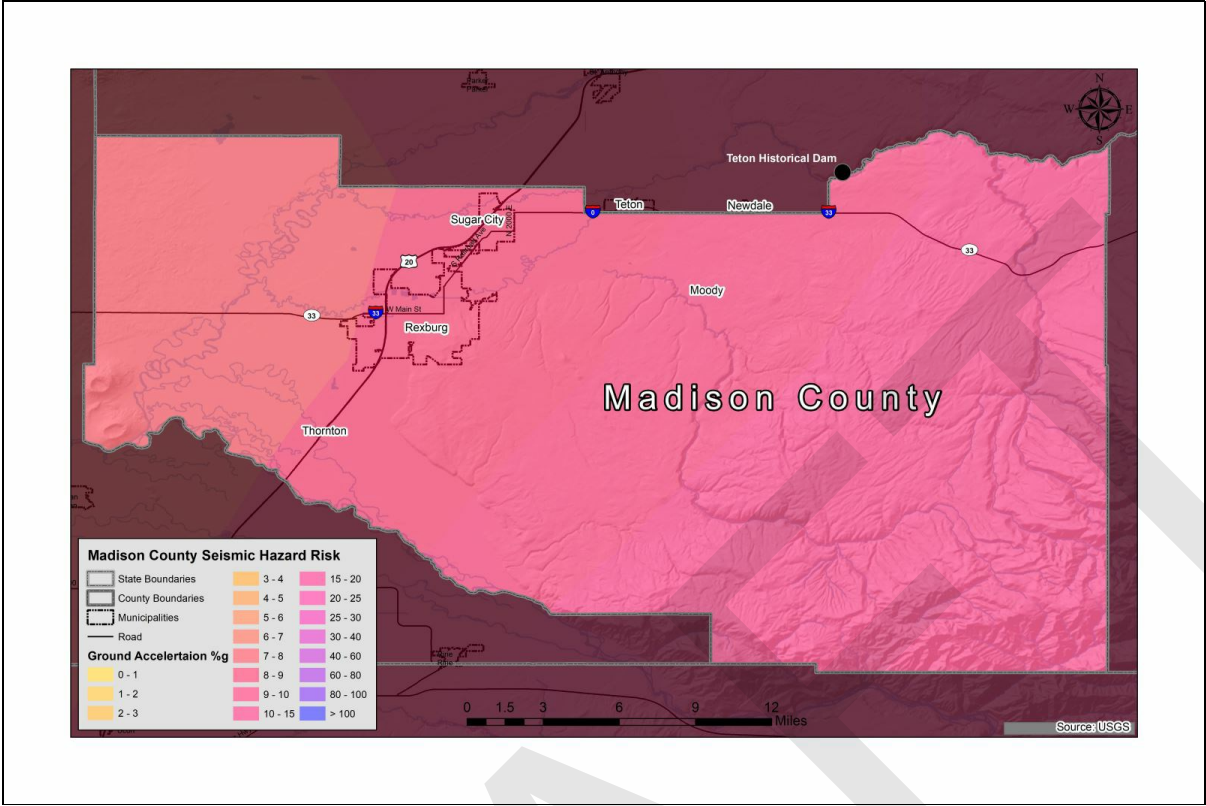 Parker
N
W
E
S
Teton Historical Dam
Teton
Newdale
0
33
Sugar City
N 2000 E
33
20
Moody
33
33
W Main St
Rexburg
Madison County
Thornton
Madison County Seismic Hazard Risk
State Boundaries
County Boundaries
Municipalities
Road
Ground Accelertaion %g
0 - 1
1 - 2
2 - 3
3 - 4
4 - 5
5 - 6
6 - 7
7 - 8
8 - 9
9 - 10
10 - 15
15 - 20
20 - 25
25 - 30
30 - 40
40 - 60
60 - 80
80 - 100
> 100
0 1.5 3 6 9 12
Miles
Source: USGS